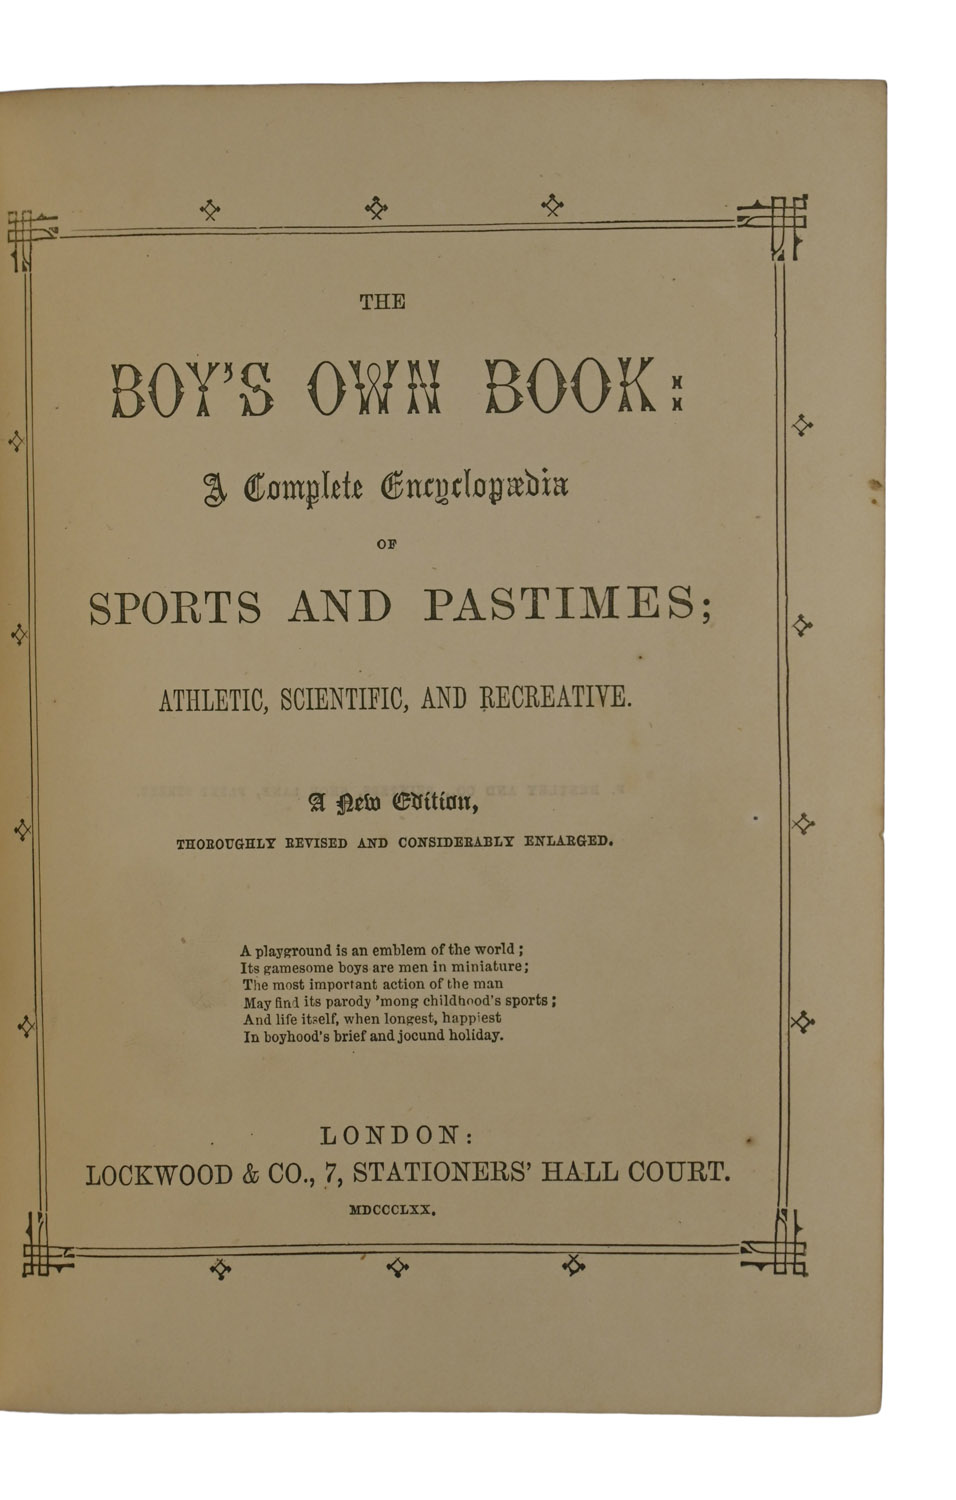 THE
BOY'S OWN BOOK:
A Complete Encyclopædia
OF
SPORTS AND PASTIMES;
ATHLETIC, SCIENTIFIC, AND RECREATIVE.
A New Edition,
THOROUGHLY REVISED AND CONSIDERABLY ENLARGED.
A playground is an emblem of the world;
Its gamesome boys are men in miniature;
The most important action of the man
May find its parody 'mong childhood's sports;
And life itself, when longest, happiest
In boyhood's brief and jocund holiday.
LONDON:
LOCKWOOD & CO., 7, STATIONERS' HALL COURT.
MDCCCLXX.